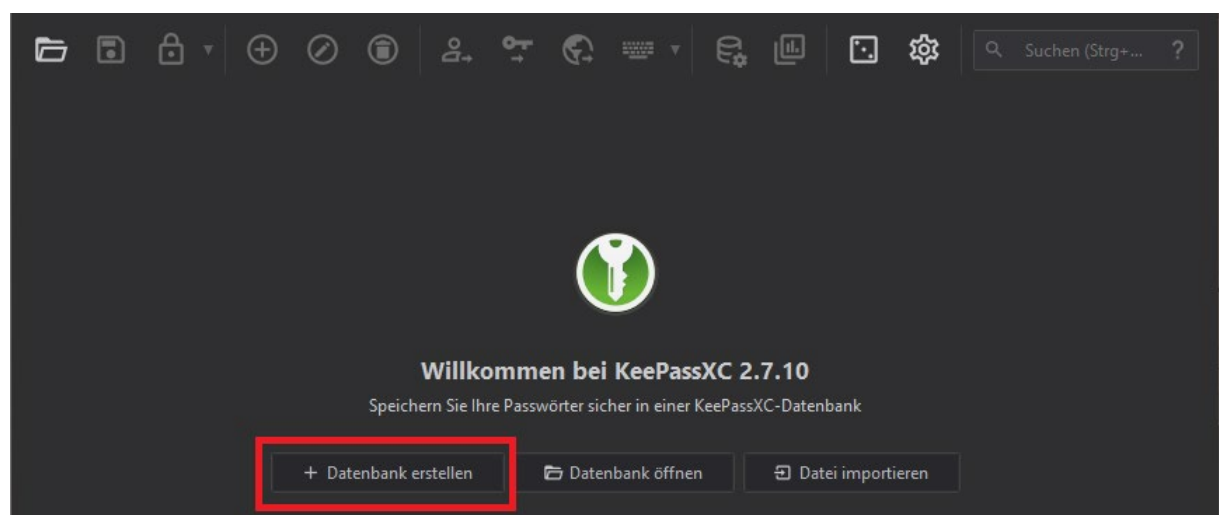 Suchen (Strg+... ?
Willkommen bei KeePassXC 2.7.10
Speichern Sie Ihre Passwörter sicher in einer KeePassXC-Datenbank
+ Datenbank erstellen
Datenbank öffnen
Datei importieren